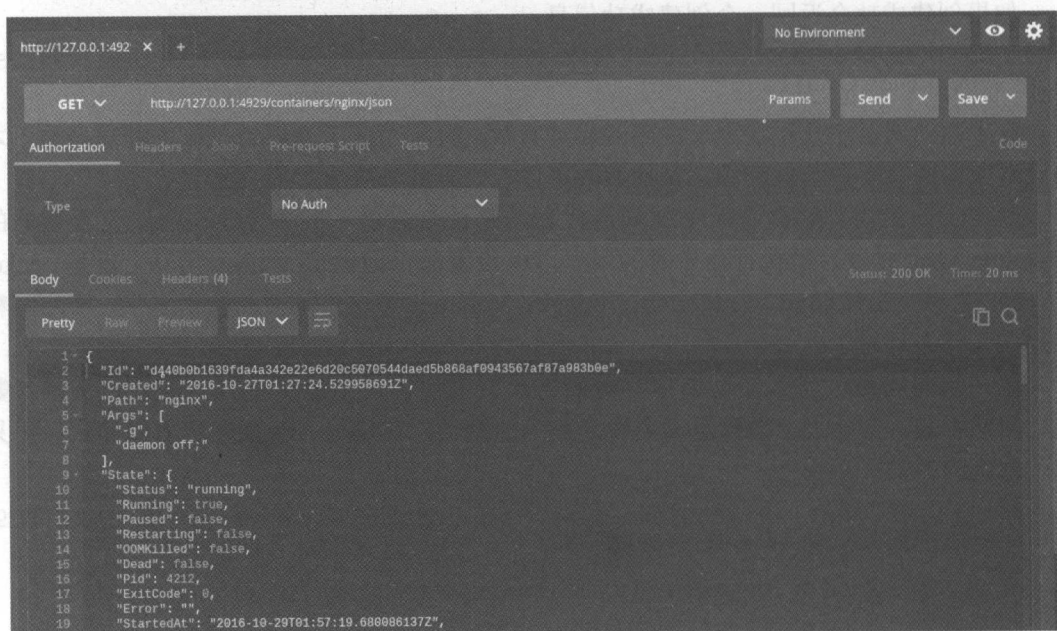 No Environment
http://127.0.0.1:492 × +
GET http://127.0.0.1:4929/containers/nginx/json Params Send Save
Authorization Headers Body Pre-request Script Tests Code
Type No Auth
Body Cookies Headers (4) Tests Status: 200 OK Time: 20 ms
Pretty Raw Preview JSON
1 {
2 "Id": "d440b0b1639fda4a342e22e6d20c5070544daed5b868af0943567af87a983b0e",
3 "Created": "2016-10-27T01:27:24.529958691Z",
4 "Path": "nginx",
5 "Args": [
6 "-g",
7 "daemon off;"
8 ],
9 "State": {
10 "Status": "running",
11 "Running": true,
12 "Paused": false,
13 "Restarting": false,
14 "OOMKilled": false,
15 "Dead": false,
16 "Pid": 4212,
17 "ExitCode": 0,
18 "Error": "",
19 "StartedAt": "2016-10-29T01:57:19.680086137Z",